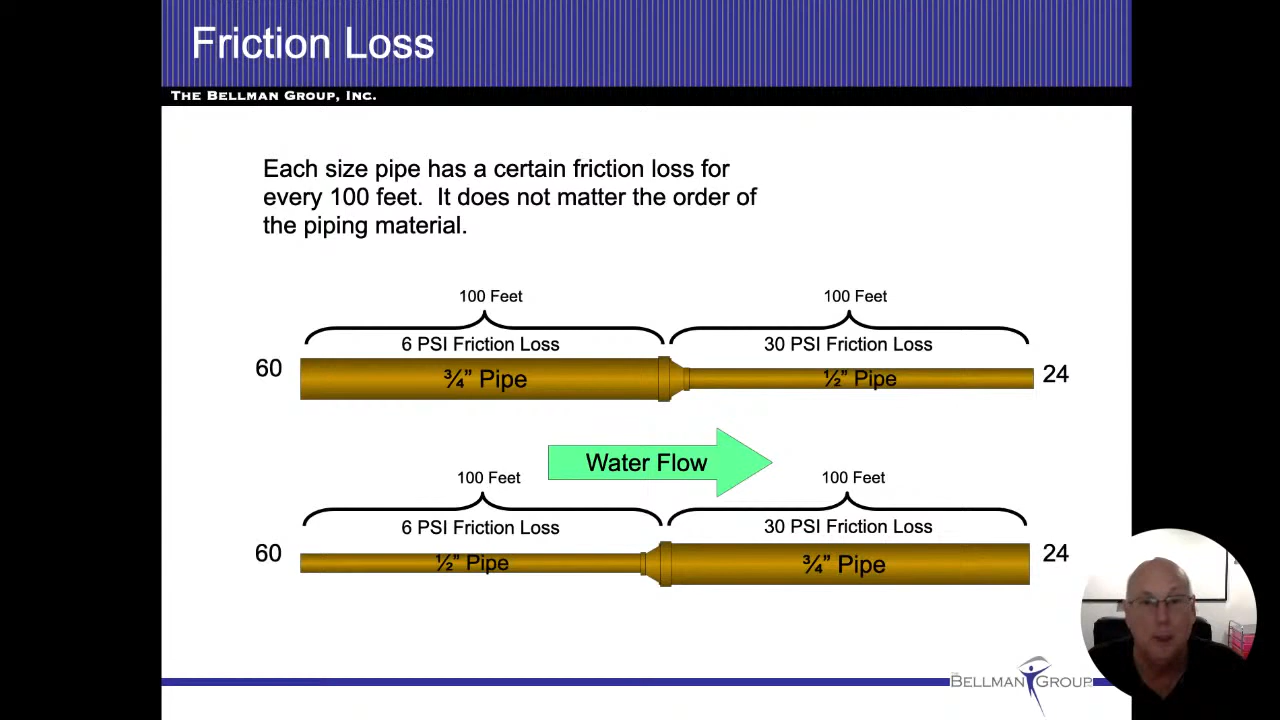 Friction Loss
THE BELLMAN GROUP, INC.
Each size pipe has a certain friction loss for
every 100 feet.  It does not matter the order of
the piping material.
100 Feet
100 Feet
6 PSI Friction Loss
30 PSI Friction Loss
60
¾” Pipe
½” Pipe
24
Water Flow
100 Feet
100 Feet
6 PSI Friction Loss
30 PSI Friction Loss
60
½” Pipe
¾” Pipe
24
THE BELLMAN GROUP